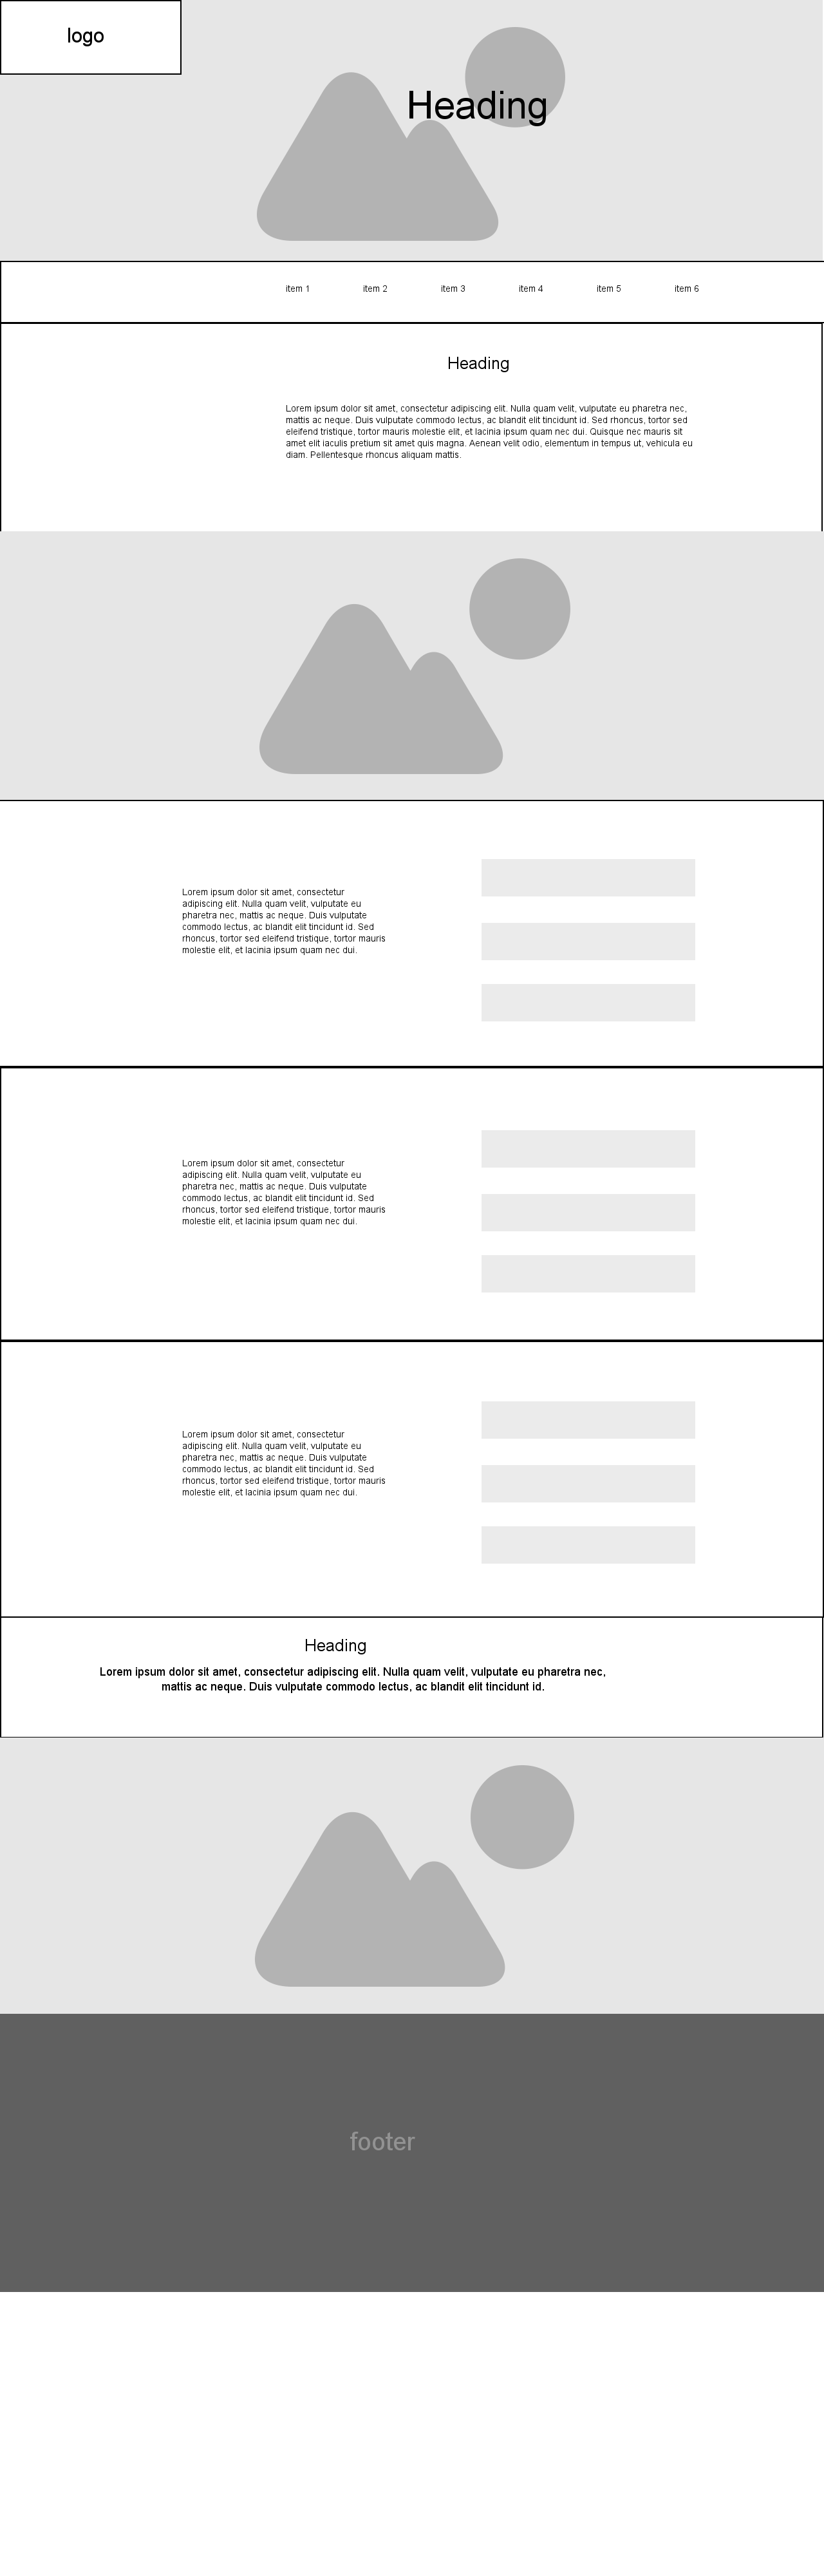 logo
Heading
item 1 item 2 item 3 item 4 item 5 item 6
Heading
Lorem ipsum dolor sit amet, consectetur adipiscing elit. Nulla quam velit, vulputate eu pharetra nec,
mattis ac neque. Duis vulputate commodo lectus, ac blandit elit tincidunt id. Sed rhoncus, tortor sed
eleifend tristique, tortor mauris molestie elit, et lacinia ipsum quam nec dui. Quisque nec mauris sit
amet elit iaculis pretium sit amet quis magna. Aenean velit odio, elementum in tempus ut, vehicula eu
diam. Pellentesque rhoncus aliquam mattis.
Lorem ipsum dolor sit amet, consectetur
adipiscing elit. Nulla quam velit, vulputate eu
pharetra nec, mattis ac neque. Duis vulputate
commodo lectus, ac blandit elit tincidunt id. Sed
rhoncus, tortor sed eleifend tristique, tortor mauris
molestie elit, et lacinia ipsum quam nec dui.
Lorem ipsum dolor sit amet, consectetur
adipiscing elit. Nulla quam velit, vulputate eu
pharetra nec, mattis ac neque. Duis vulputate
commodo lectus, ac blandit elit tincidunt id. Sed
rhoncus, tortor sed eleifend tristique, tortor mauris
molestie elit, et lacinia ipsum quam nec dui.
Lorem ipsum dolor sit amet, consectetur
adipiscing elit. Nulla quam velit, vulputate eu
pharetra nec, mattis ac neque. Duis vulputate
commodo lectus, ac blandit elit tincidunt id. Sed
rhoncus, tortor sed eleifend tristique, tortor mauris
molestie elit, et lacinia ipsum quam nec dui.
Heading
Lorem ipsum dolor sit amet, consectetur adipiscing elit. Nulla quam velit, vulputate eu pharetra nec,
mattis ac neque. Duis vulputate commodo lectus, ac blandit elit tincidunt id.
footer